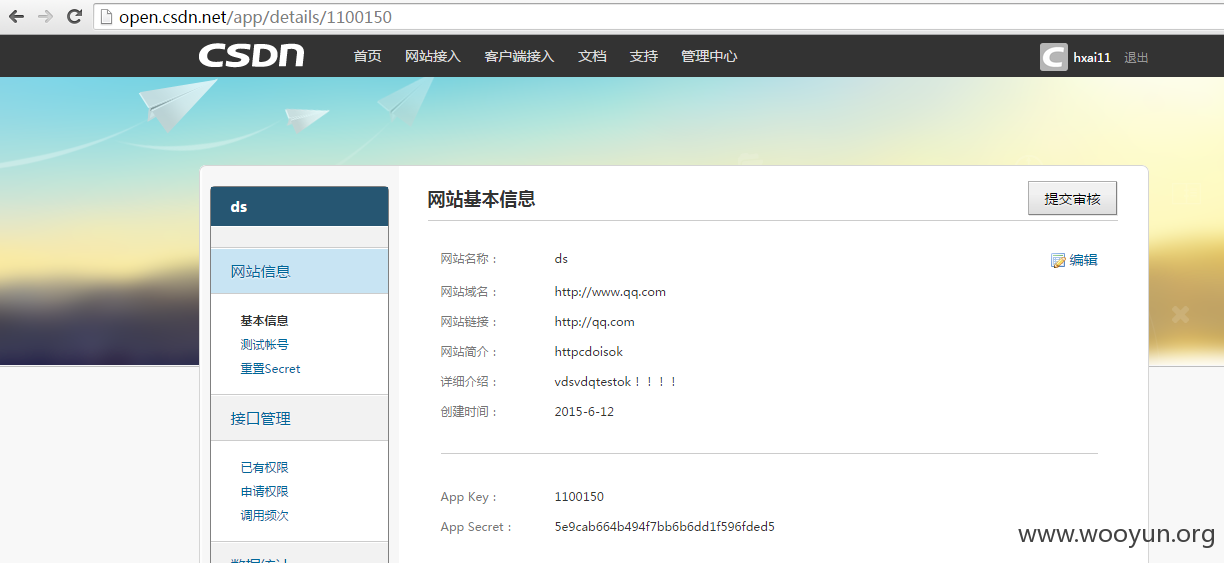 open.csdn.net/app/details/1100150
CSDN 首页 网站接入 客户端接入 文档 支持 管理中心 hxai11 退出
ds
网站信息
基本信息
测试帐号
重置Secret
接口管理
已有权限
申请权限
调用频次
网站基本信息 提交审核
网站名称： ds 编辑
网站域名： http://www.qq.com
网站链接： http://qq.com
网站简介： httpcdoisok
详细介绍： vdsvdqtestok！！！！
创建时间： 2015-6-12
App Key： 1100150
App Secret： 5e9cab664b494f7bb6b6dd1f596fded5
www.wooyun.org